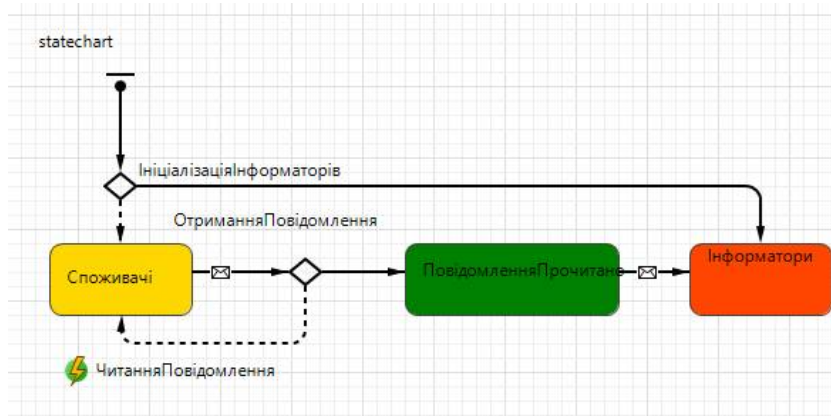 statechart
ІніціалізаціяІнформаторів
ОтриманняПовідомлення
Споживачі
ПовідомленняПрочитано
Інформатори
ЧитанняПовідомлення